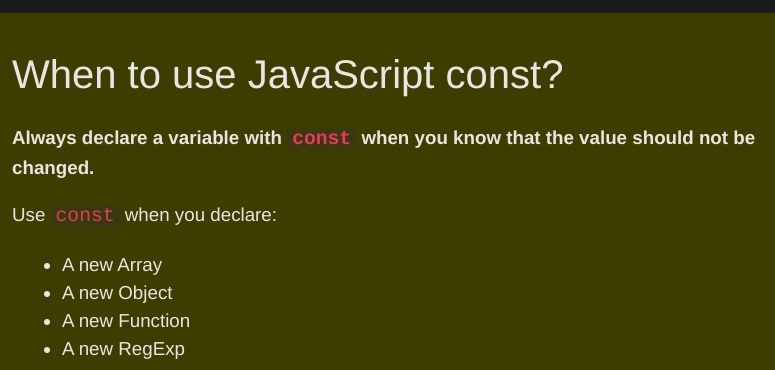 When to use JavaScript const?
Always declare a variable with const when you know that the value should not be
changed.
Use const when you declare:
• A new Array
• A new Object
• A new Function
• A new RegExp